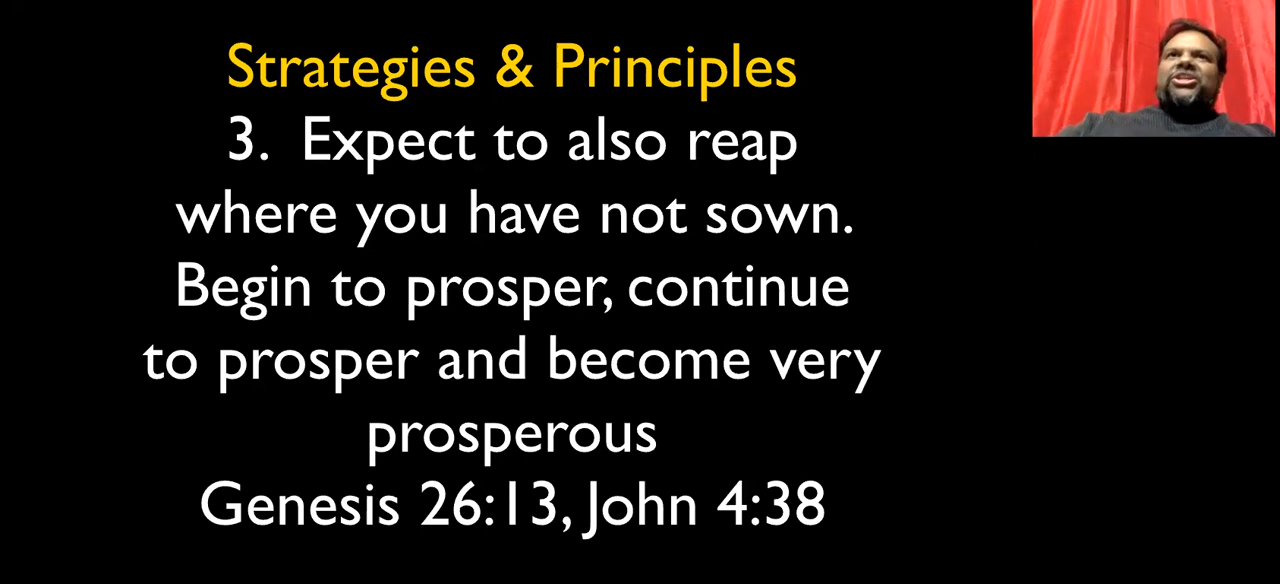 Strategies & Principles
3. Expect to also reap
where you have not sown.
Begin to prosper, continue
to prosper and become very
prosperous
Genesis 26:13, John 4:38